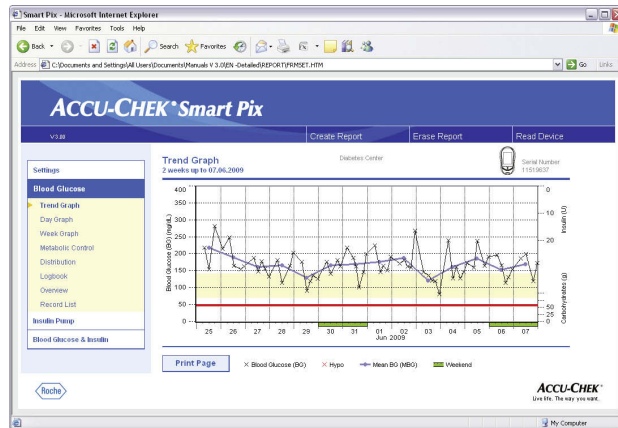 Smart Pix - Microsoft Internet Explorer
File Edit View Favorites Tools Help
Back Search Favorites
Address C:\Documents and Settings\All Users\Documents\Manuals V 3.0\EN -Detailed\REPORT\FRMSET.HTM Go Links
ACCU-CHEK® Smart Pix
V3.00 Create Report Erase Report Read Device
Trend Graph
2 weeks up to 07.06.2009
Diabetes Center
Serial Number
11519837
Settings
Blood Glucose
Trend Graph
Day Graph
Week Graph
Metabolic Control
Distribution
Logbook
Overview
Record List
Insulin Pump
Blood Glucose & Insulin
Blood Glucose (BG) (mg/dL)
400
350
300
250
200
150
100
50
0
0
10
20
Insulin (U)
50
25
0
Carbohydrates (g)
25 26 27 28 29 30 31 01 02 03 04 05 06 07
Jun 2009
Print Page
Blood Glucose (BG) Hypo Mean BG (MBG) Weekend
Roche
ACCU-CHEK®
Live life. The way you want.
My Computer